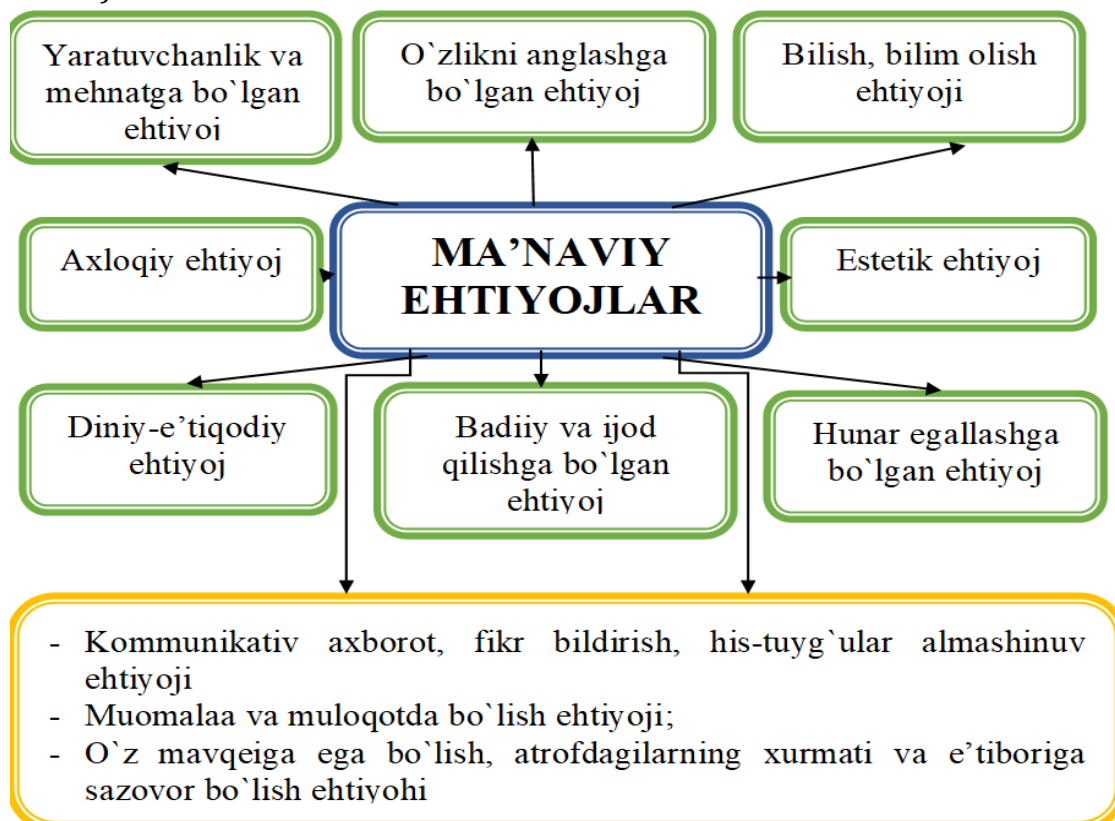 Yaratuvchanlik va
mehnatga bo`lgan
ehtiyoj
O`zlikni anglashga
bo`lgan ehtiyoj
Bilish, bilim olish
ehtiyoji
Axloqiy ehtiyoj
MA’NAVIY
EHTIYOJLAR
Estetik ehtiyoj
Diniy-e’tiqodiy
ehtiyoj
Badiiy va ijod
qilishga bo`lgan
ehtiyoj
Hunar egallashga
bo`lgan ehtiyoj
- Kommunikativ axborot, fikr bildirish, his-tuyg`ular almashinuv
ehtiyoji
- Muomalaa va muloqotda bo`lish ehtiyoji;
- O`z mavqeiga ega bo`lish, atrofdagilarning xurmati va e’tiboriga
sazovor bo`lish ehtiyohi